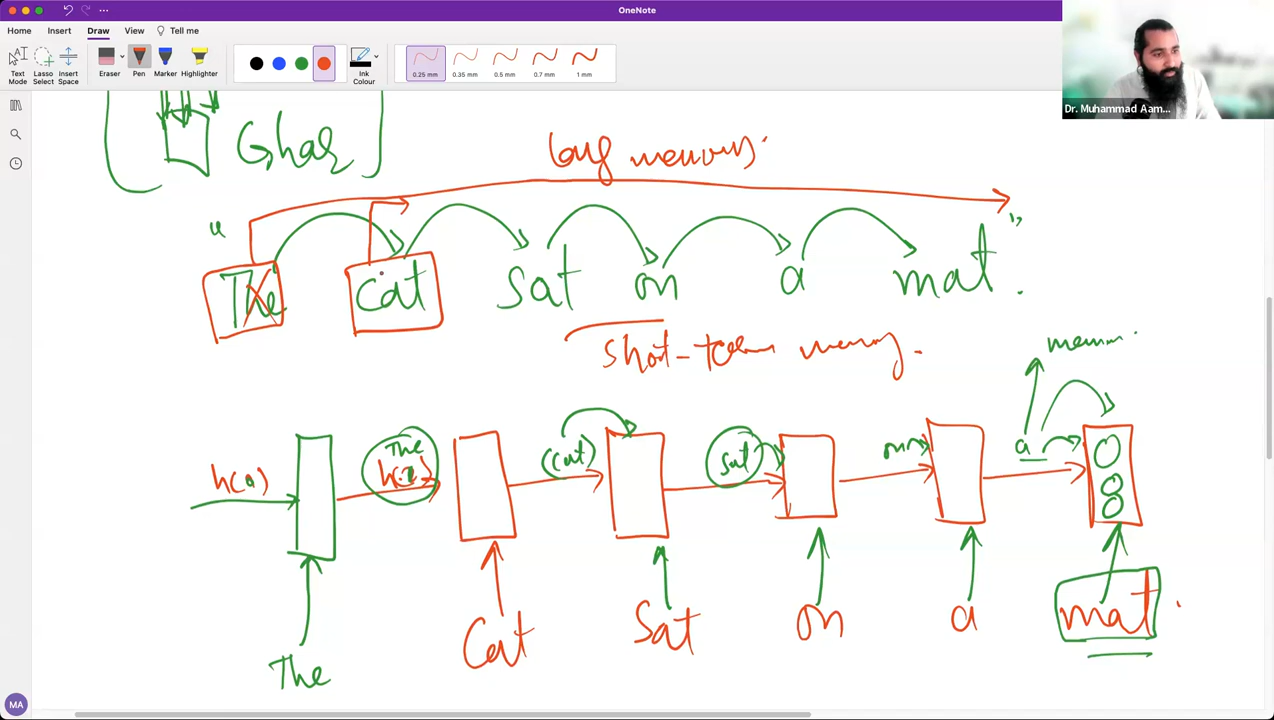 OneNote
Home Insert Draw View Tell me
Text Mode
Lasso Select
Insert Space
Eraser
Pen
Marker
Highlighter
Ink Colour
0.25 mm
0.35 mm
0.5 mm
0.7 mm
1 mm
Dr. Muhammad Aam...
Ghar
long memory.
"The cat sat on a mat".
short-term memory.
h(0)
The
(cat)
sat
on
a
The
Cat
Sat
on
a
mat.
MA